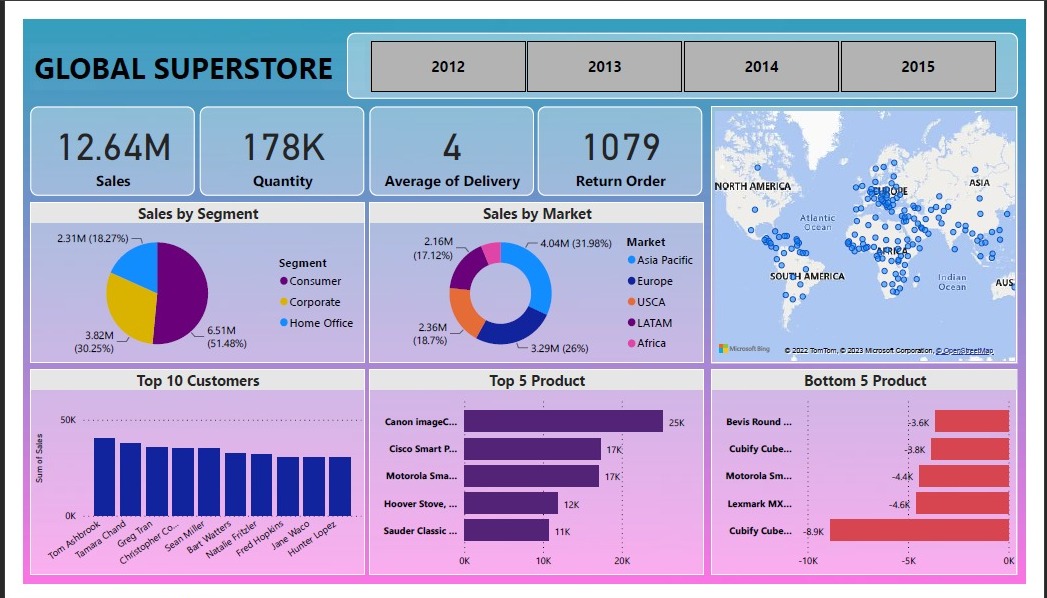 GLOBAL SUPERSTORE
2012
2013
2014
2015
12.64M
Sales
178K
Quantity
4
Average of Delivery
1079
Return Order
NORTH AMERICA
EUROPE
ASIA
Atlantic
Ocean
AFRICA
SOUTH AMERICA
Indian
Ocean
AUS
Microsoft Bing
© 2022 TomTom, © 2023 Microsoft Corporation, © OpenStreetMap
Sales by Segment
2.31M (18.27%)
3.82M
(30.25%)
6.51M
(51.48%)
Segment
Consumer
Corporate
Home Office
Sales by Market
2.16M
(17.12%)
4.04M (31.98%)
2.36M
(18.7%)
3.29M (26%)
Market
Asia Pacific
Europe
USCA
LATAM
Africa
Top 10 Customers
Sum of Sales
50K
0K
Tom Ashbrook
Tamara Chand
Greg Tran
Christopher Co...
Sean Miller
Bart Watters
Natalie Fritzler
Fred Hopkins
Jane Waco
Hunter Lopez
Top 5 Product
Canon imageC...
25K
Cisco Smart P...
17K
Motorola Sma...
17K
Hoover Stove, ...
12K
Sauder Classic ...
11K
0K
10K
20K
Bottom 5 Product
Bevis Round ...
-3.6K
Cubify Cube...
-3.8K
Motorola Sm...
-4.4K
Lexmark MX...
-4.6K
Cubify Cube...
-8.9K
-10K
-5K
0K